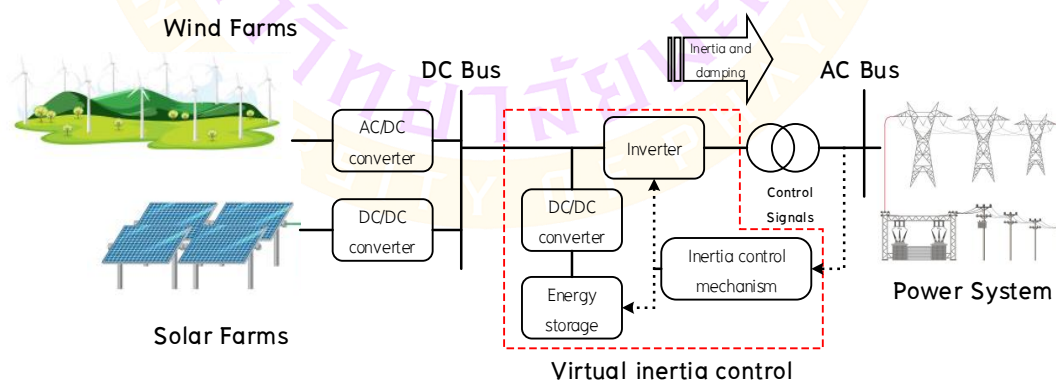 Wind Farms
DC Bus
Inertia and
damping
AC Bus
AC/DC
converter
Inverter
DC/DC
converter
DC/DC
converter
Control
Signals
Inertia control
mechanism
Energy
storage
Solar Farms
Power System
Virtual inertia control